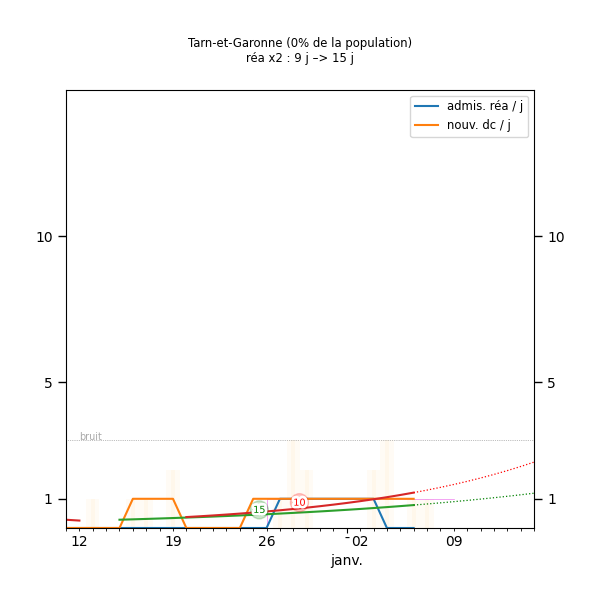 Tarn-et-Garonne (0% de la population)
réa x2 : 9 j –> 15 j
admis. réa / j
nouv. dc / j
10
10
5
5
bruit
1
1
15
10
12
19
26
02
09
janv.